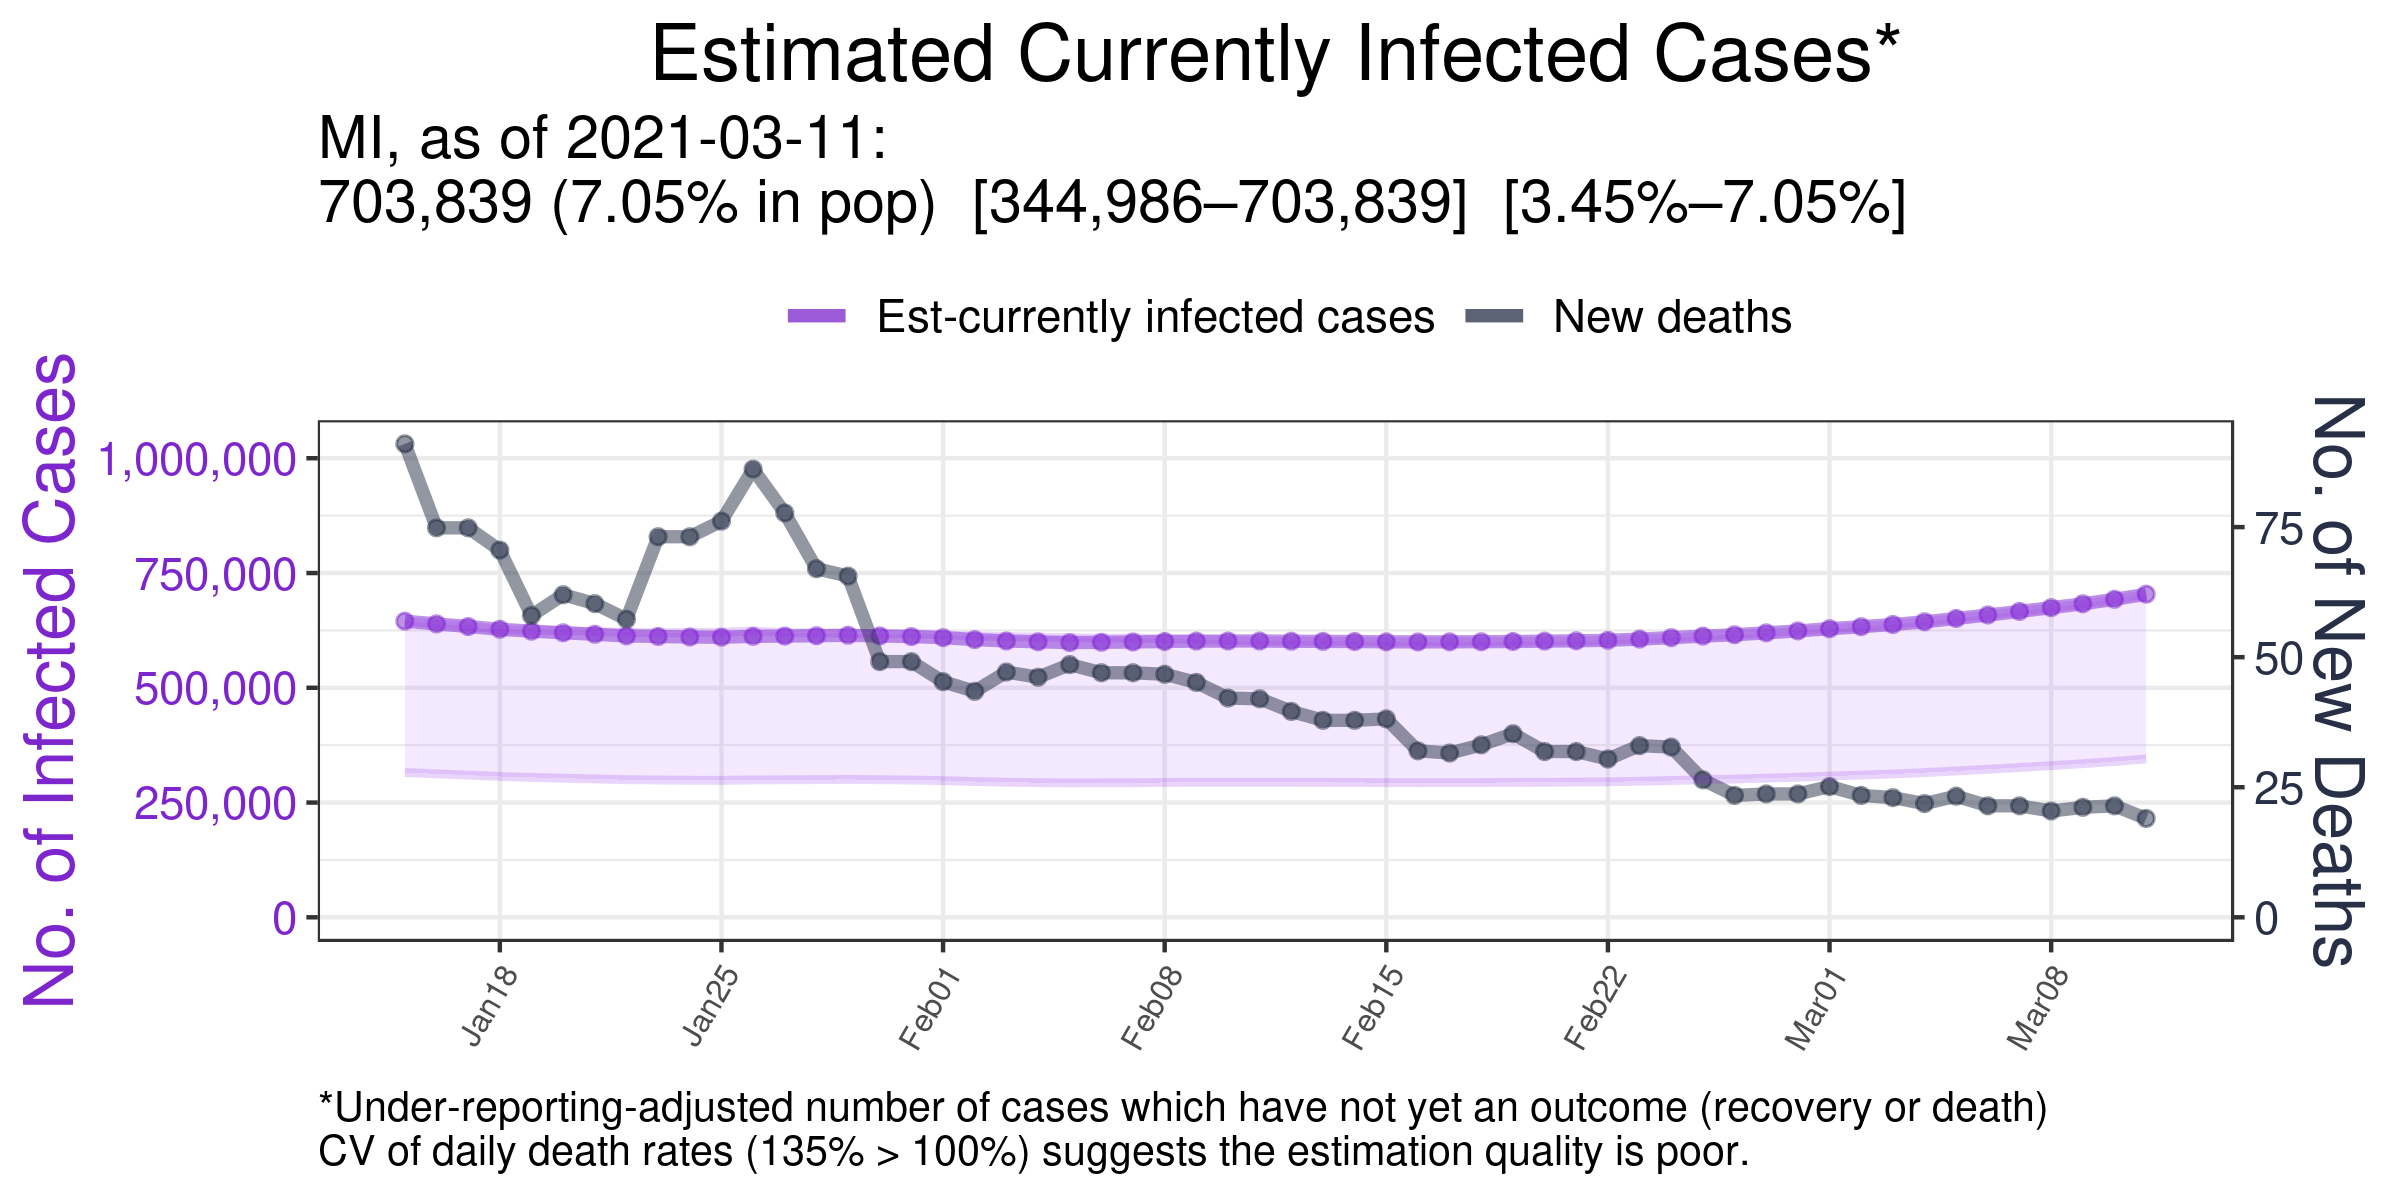 Estimated Currently Infected Cases*
MI, as of 2021-03-11:
703,839 (7.05% in pop)  [344,986–703,839]  [3.45%–7.05%]
Est-currently infected cases
New deaths
No. of Infected Cases
1,000,000
750,000
500,000
250,000
0
No. of New Deaths
75
50
25
0
Jan18
Jan25
Feb01
Feb08
Feb15
Feb22
Mar01
Mar08
*Under-reporting-adjusted number of cases which have not yet an outcome (recovery or death)
CV of daily death rates (135% > 100%) suggests the estimation quality is poor.